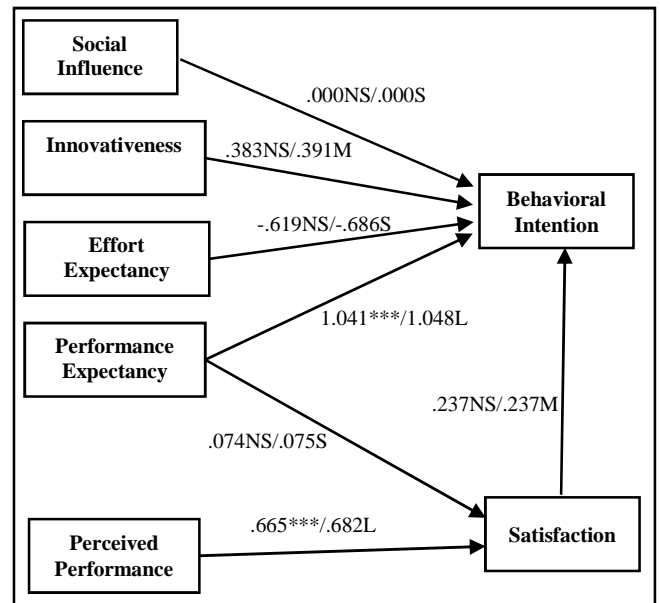 Social
Influence
.000NS/.000S
Innovativeness
.383NS/.391M
Behavioral
Intention
-.619NS/-.686S
Effort
Expectancy
1.041***/1.048L
Performance
Expectancy
.237NS/.237M
.074NS/.075S
.665***/.682L
Satisfaction
Perceived
Performance